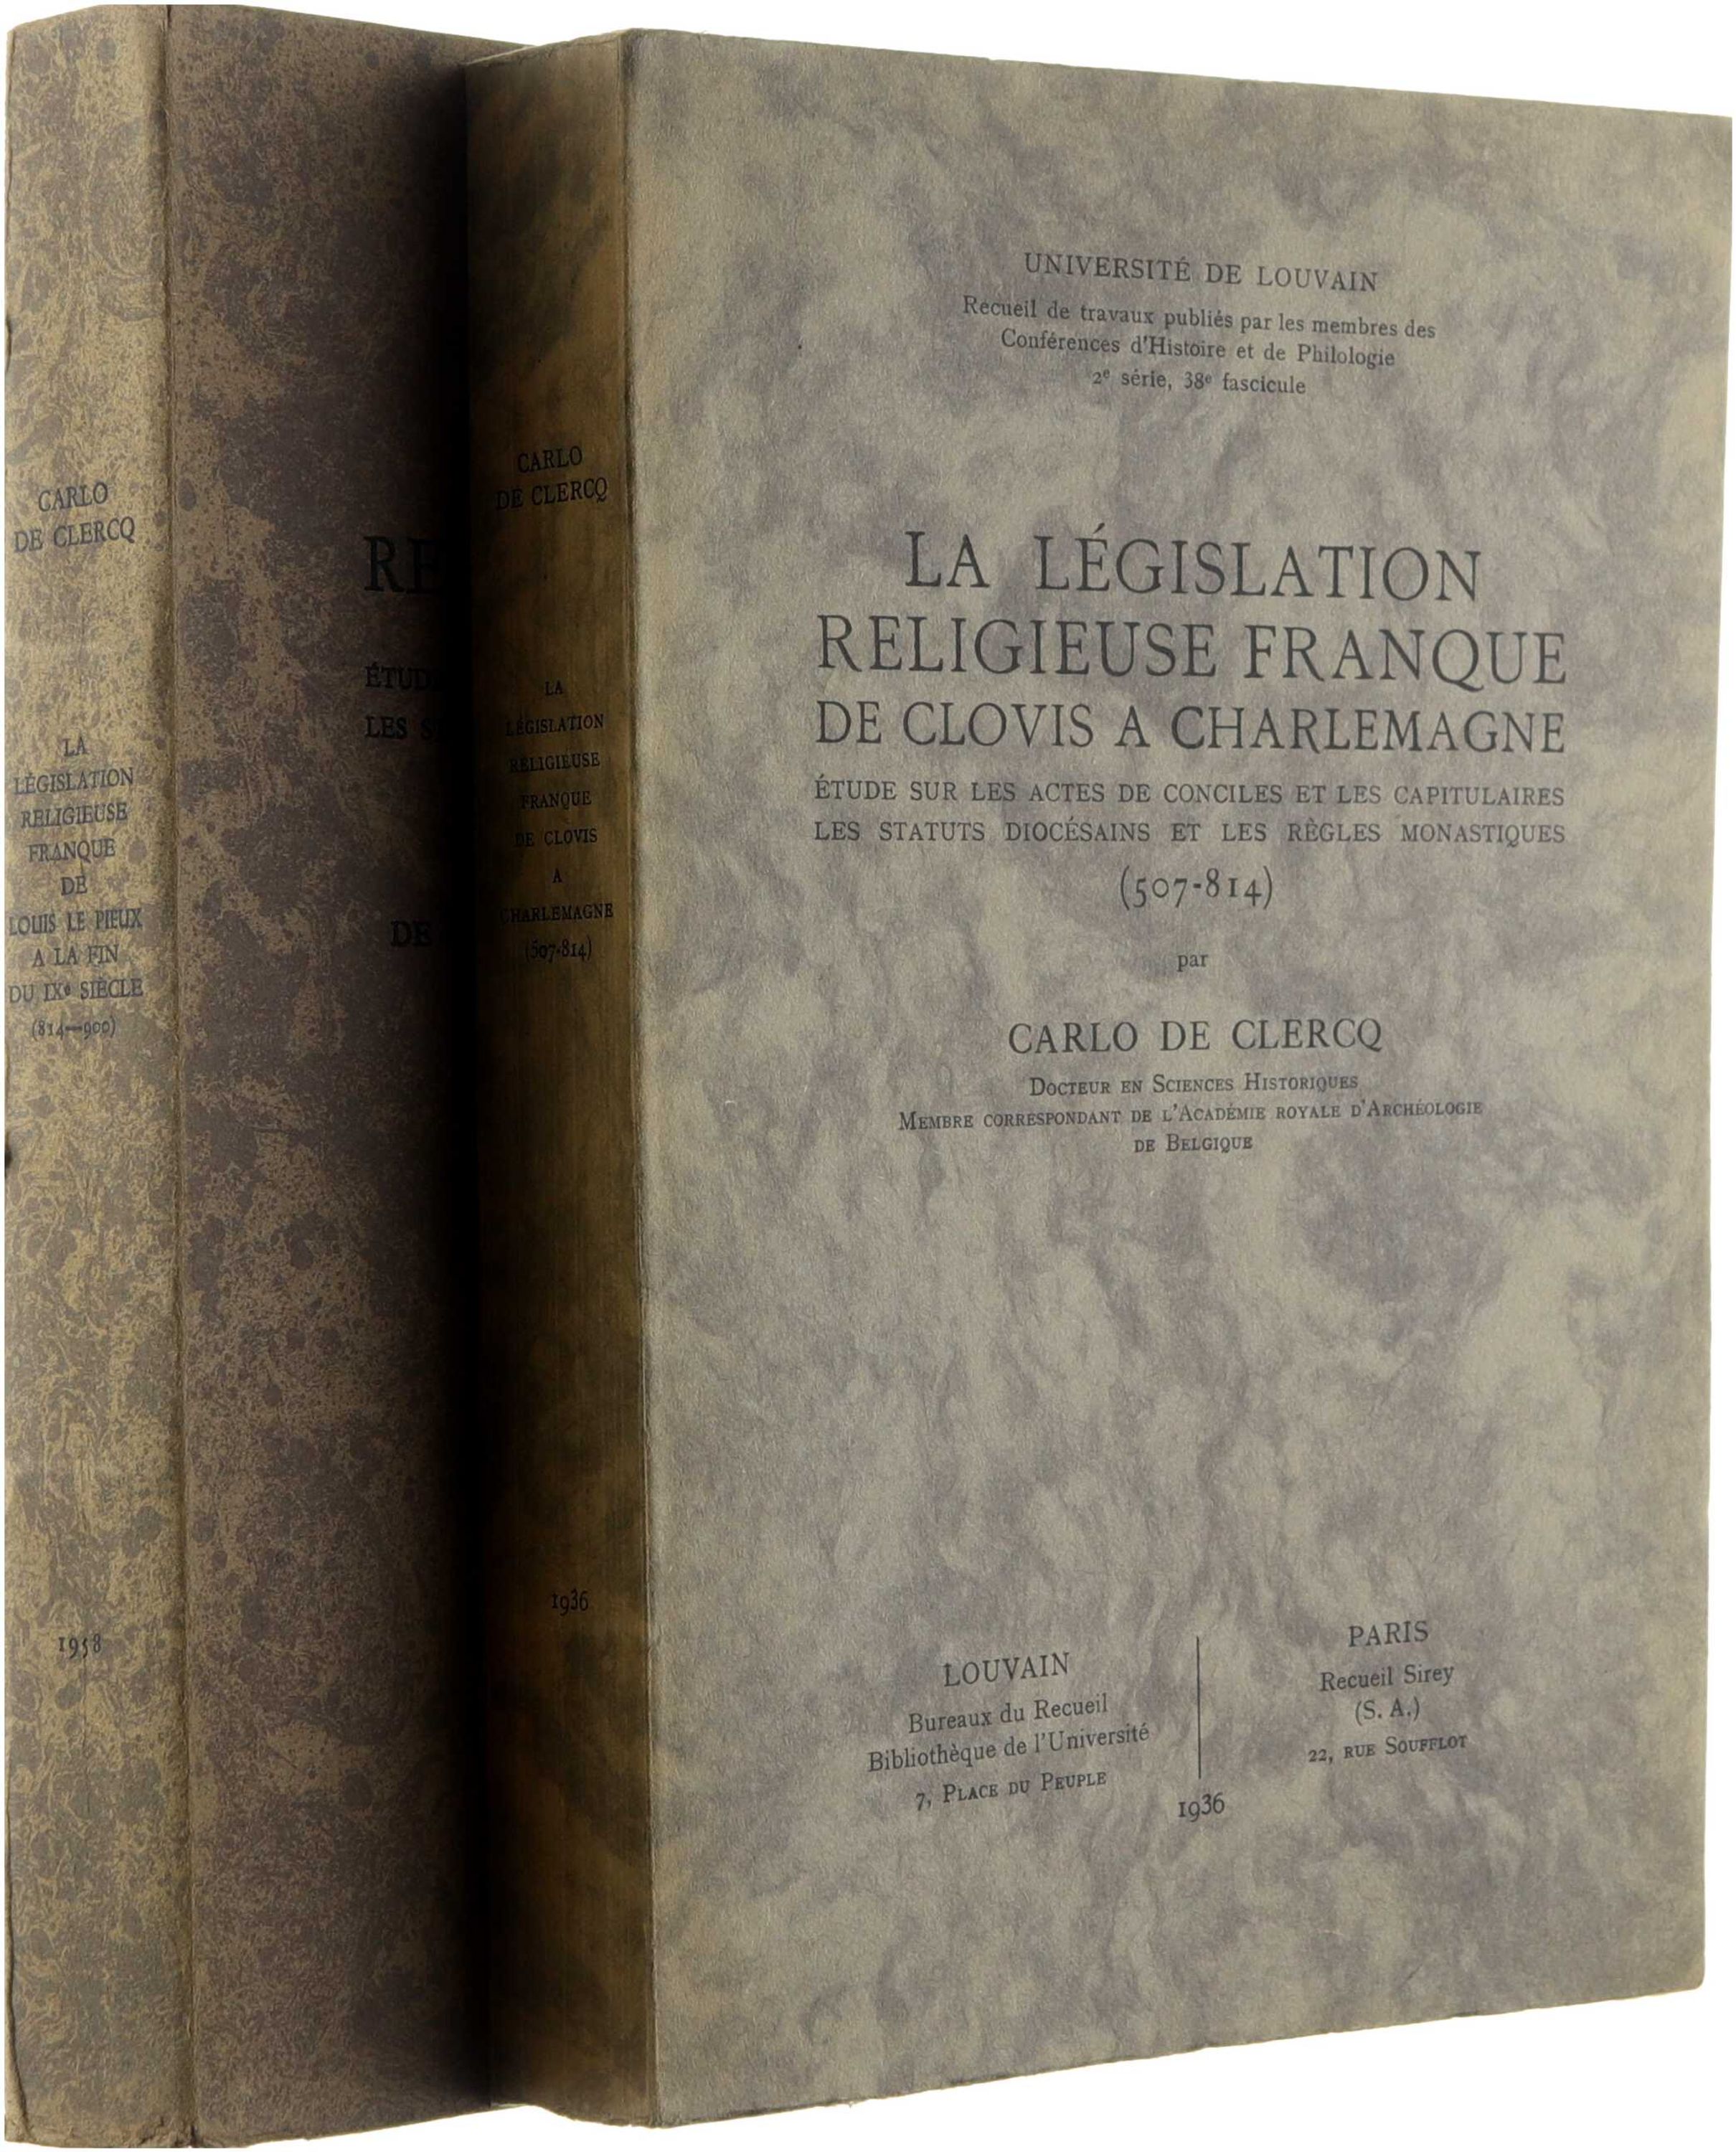 CARLO
DE CLERCQ
LA
LÉGISLATION
RELIGIEUSE
FRANQUE
DE
LOUIS LE PIEUX
A LA FIN
DU IXe SIÈCLE
(814—900)
1958
RE
ÉTUD
LES S
DE
CARLO
DE CLERCQ
LA
LÉGISLATION
RELIGIEUSE
FRANQUE
DE CLOVIS
A
CHARLEMAGNE
(507-814)
1936
UNIVERSITÉ DE LOUVAIN
Recueil de travaux publiés par les membres des
Conférences d'Histoire et de Philologie
2e série, 38e fascicule
LA LÉGISLATION
RELIGIEUSE FRANQUE
DE CLOVIS A CHARLEMAGNE
ÉTUDE SUR LES ACTES DE CONCILES ET LES CAPITULAIRES
LES STATUTS DIOCÉSAINS ET LES RÈGLES MONASTIQUES
(507-814)
par
CARLO DE CLERCQ
DOCTEUR EN SCIENCES HISTORIQUES
MEMBRE CORRESPONDANT DE L'ACADÉMIE ROYALE D'ARCHÉOLOGIE
DE BELGIQUE
LOUVAIN
Bureaux du Recueil
Bibliothèque de l'Université
7, PLACE DU PEUPLE
PARIS
Recueil Sirey
(S. A.)
22, RUE SOUFFLOT
1936